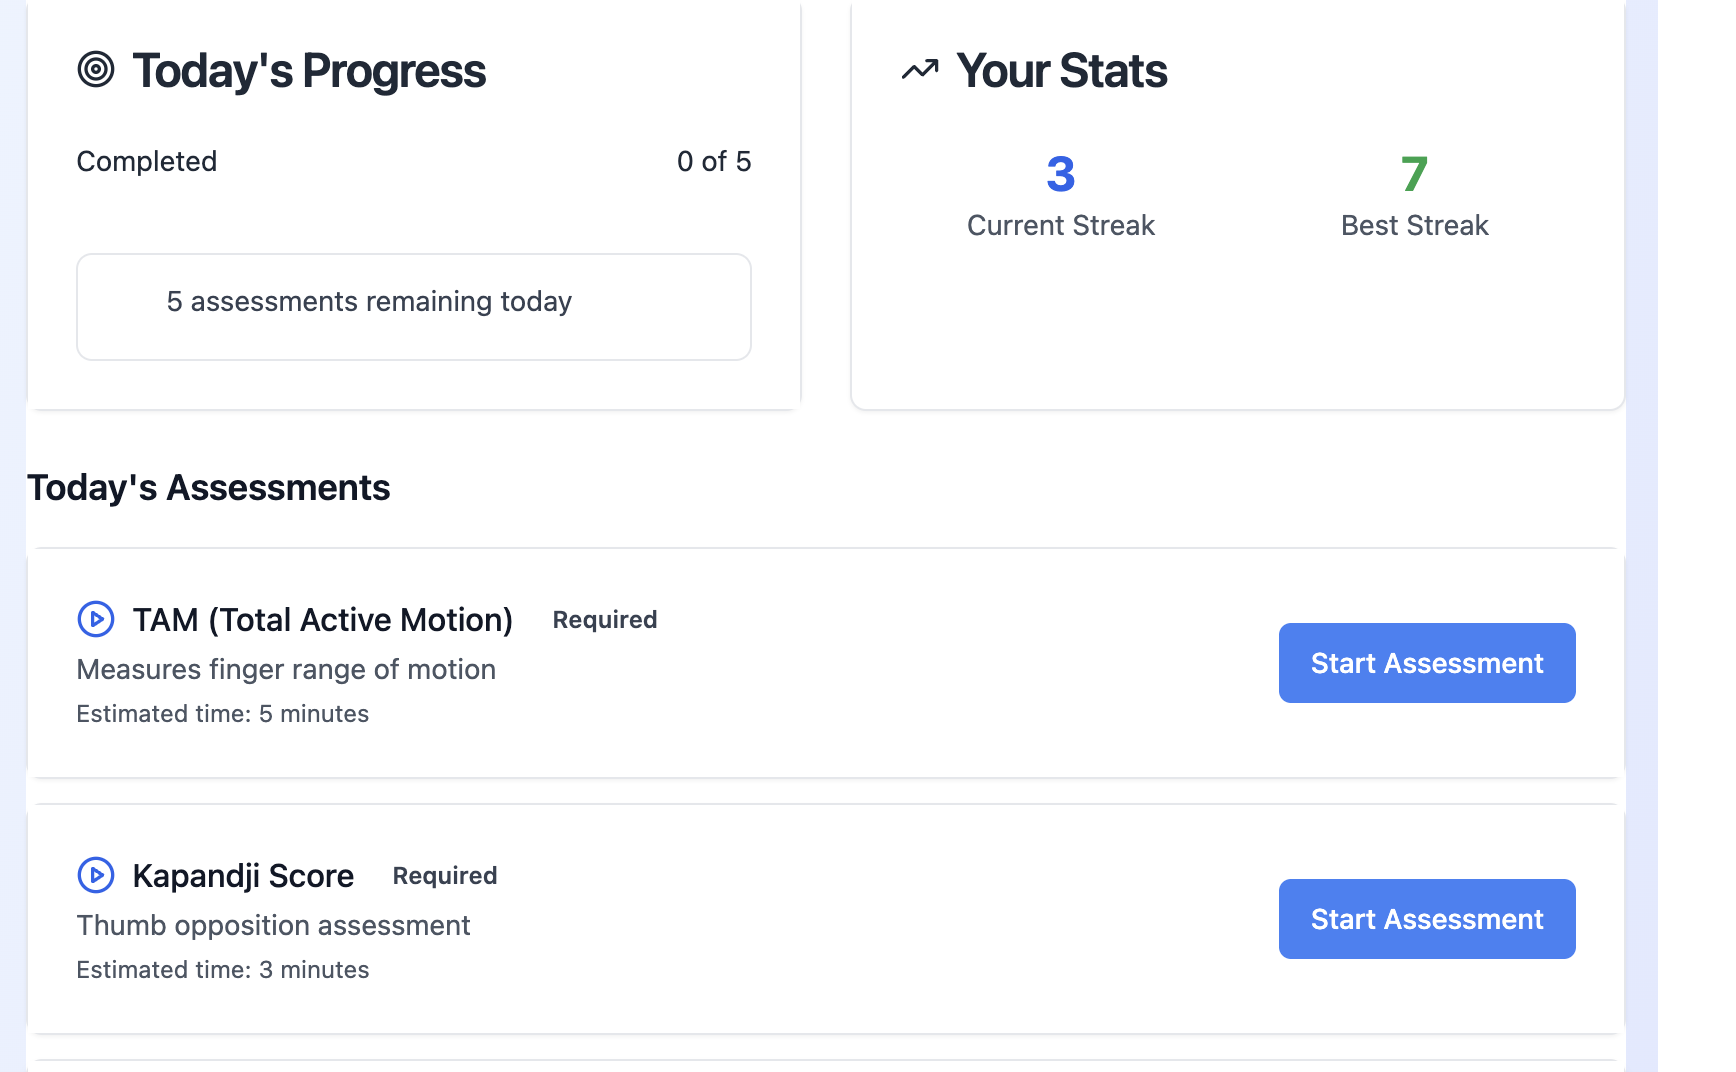 Today's Progress
Completed
0 of 5
5 assessments remaining today
Your Stats
3
Current Streak
7
Best Streak
Today's Assessments
TAM (Total Active Motion)
Required
Measures finger range of motion
Estimated time: 5 minutes
Start Assessment
Kapandji Score
Required
Thumb opposition assessment
Estimated time: 3 minutes
Start Assessment